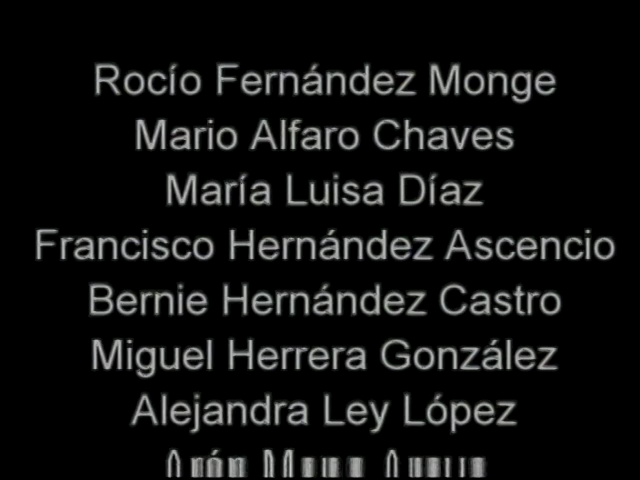 Rocío Fernández Monge
Mario Alfaro Chaves
María Luisa Díaz
Francisco Hernández Ascencio
Bernie Hernández Castro
Miguel Herrera González
Alejandra Ley López